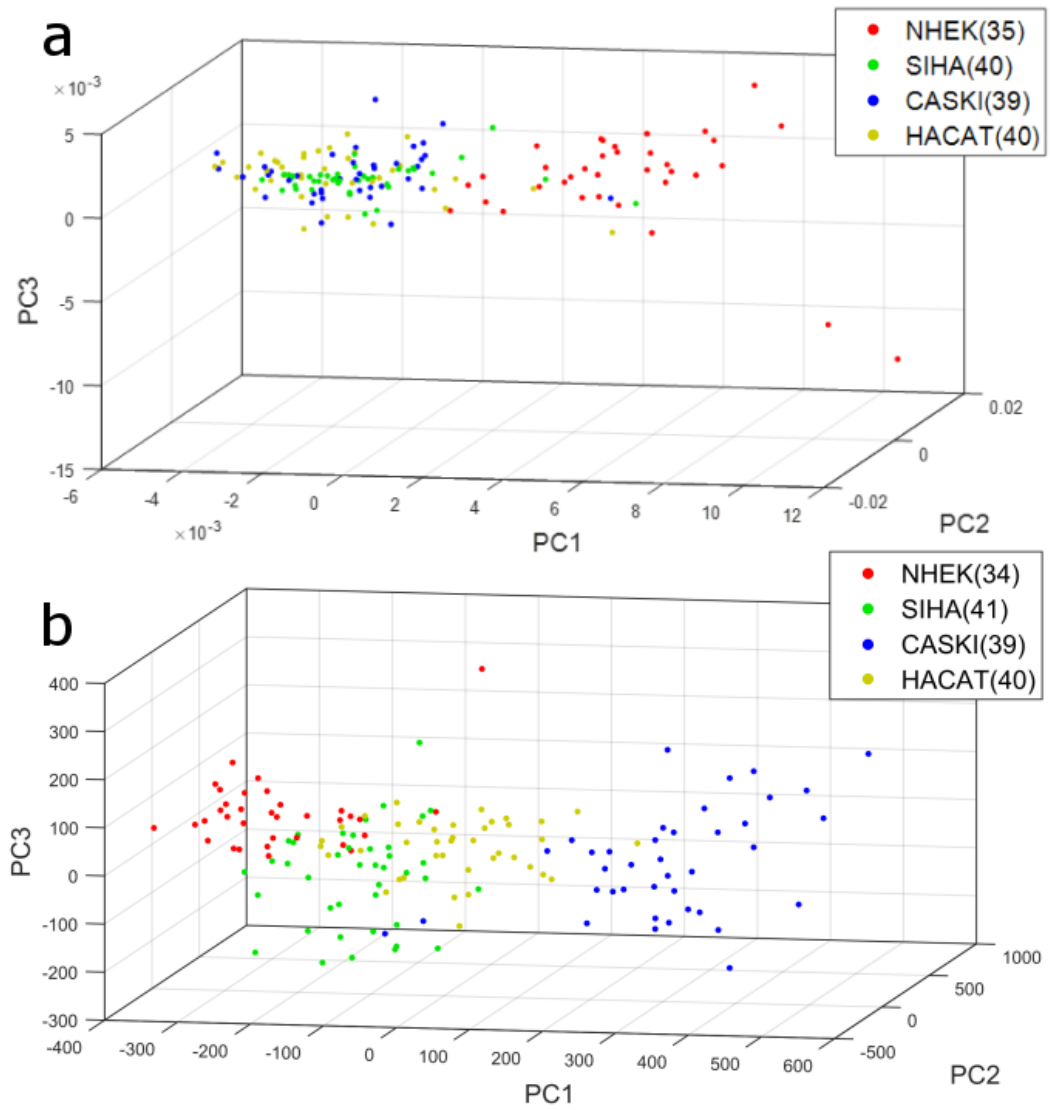 a
NHEK(35)
SIHA(40)
CASKI(39)
HACAT(40)
×10⁻³
5
0
-5
-10
-15
PC3
-6 -4 -2 0 2 4 6 8 10 12
×10⁻³
PC1
-0.02 0 0.02
PC2
b
NHEK(34)
SIHA(41)
CASKI(39)
HACAT(40)
400
300
200
100
0
-100
-200
-300
PC3
-400 -300 -200 -100 0 100 200 300 400 500 600
PC1
-500 0 500 1000
PC2